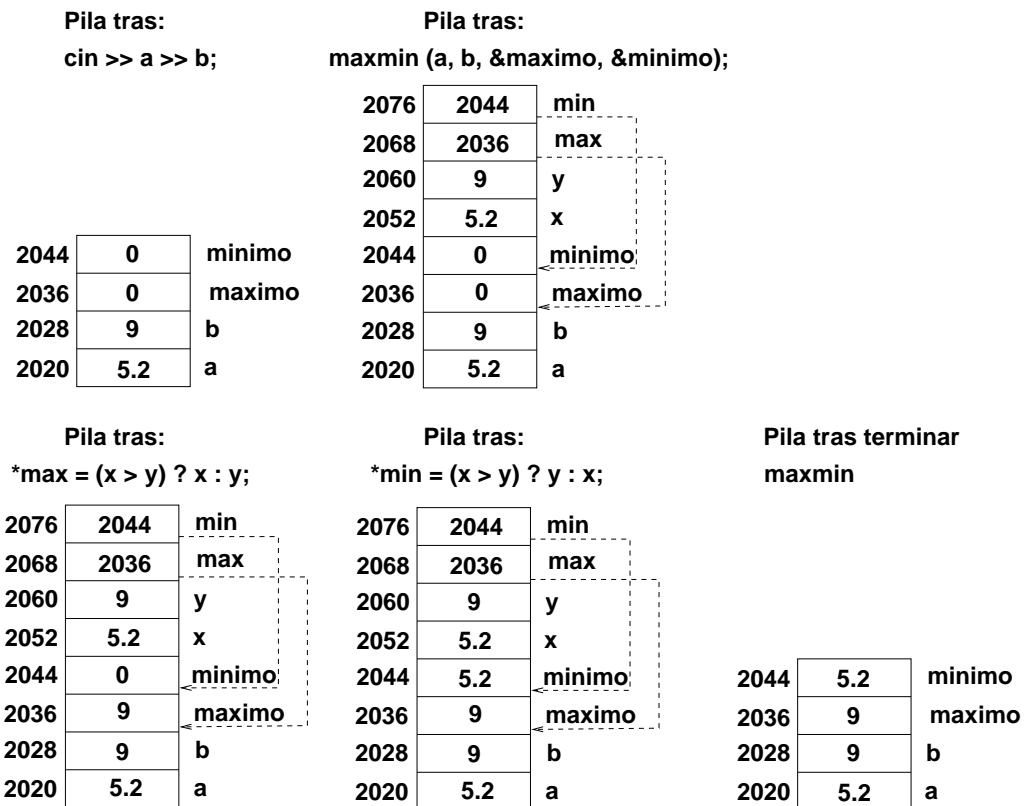 Pila tras:
cin >> a >> b;
2044 0 minimo
2036 0 maximo
2028 9 b
2020 5.2 a
Pila tras:
maxmin (a, b, &maximo, &minimo);
2076 2044 min
2068 2036 max
2060 9 y
2052 5.2 x
2044 0 minimo
2036 0 maximo
2028 9 b
2020 5.2 a
Pila tras:
*max = (x > y) ? x : y;
2076 2044 min
2068 2036 max
2060 9 y
2052 5.2 x
2044 0 minimo
2036 9 maximo
2028 9 b
2020 5.2 a
Pila tras:
*min = (x > y) ? y : x;
2076 2044 min
2068 2036 max
2060 9 y
2052 5.2 x
2044 5.2 minimo
2036 9 maximo
2028 9 b
2020 5.2 a
Pila tras terminar
maxmin
2044 5.2 minimo
2036 9 maximo
2028 9 b
2020 5.2 a